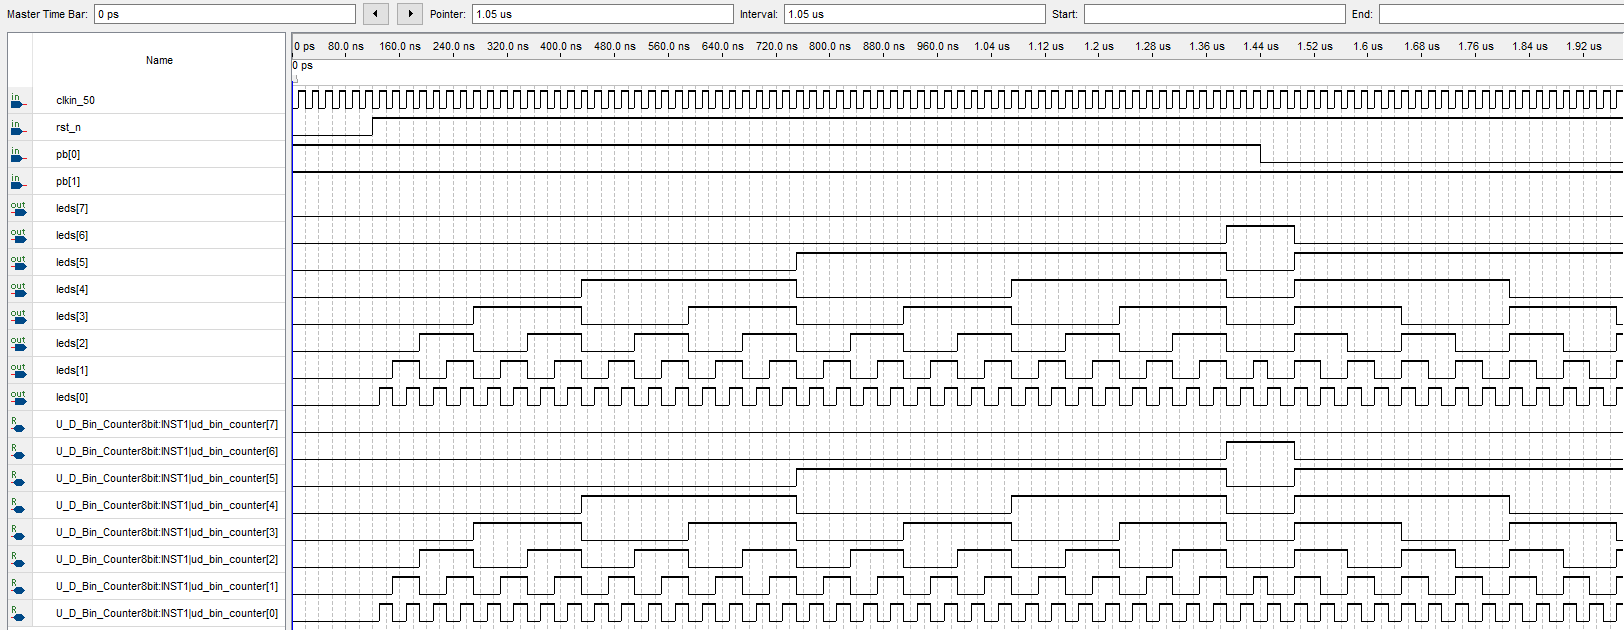 Master Time Bar: 0 ps Pointer: 1.05 us Interval: 1.05 us Start: End:
Name
0 ps 80.0 ns 160.0 ns 240.0 ns 320.0 ns 400.0 ns 480.0 ns 560.0 ns 640.0 ns 720.0 ns 800.0 ns 880.0 ns 960.0 ns 1.04 us 1.12 us 1.2 us 1.28 us 1.36 us 1.44 us 1.52 us 1.6 us 1.68 us 1.76 us 1.84 us 1.92 us
0 ps
in clkin_50
in rst_n
in pb[0]
in pb[1]
out leds[7]
out leds[6]
out leds[5]
out leds[4]
out leds[3]
out leds[2]
out leds[1]
out leds[0]
R U_D_Bin_Counter8bit:INST1|ud_bin_counter[7]
R U_D_Bin_Counter8bit:INST1|ud_bin_counter[6]
R U_D_Bin_Counter8bit:INST1|ud_bin_counter[5]
R U_D_Bin_Counter8bit:INST1|ud_bin_counter[4]
R U_D_Bin_Counter8bit:INST1|ud_bin_counter[3]
R U_D_Bin_Counter8bit:INST1|ud_bin_counter[2]
R U_D_Bin_Counter8bit:INST1|ud_bin_counter[1]
R U_D_Bin_Counter8bit:INST1|ud_bin_counter[0]